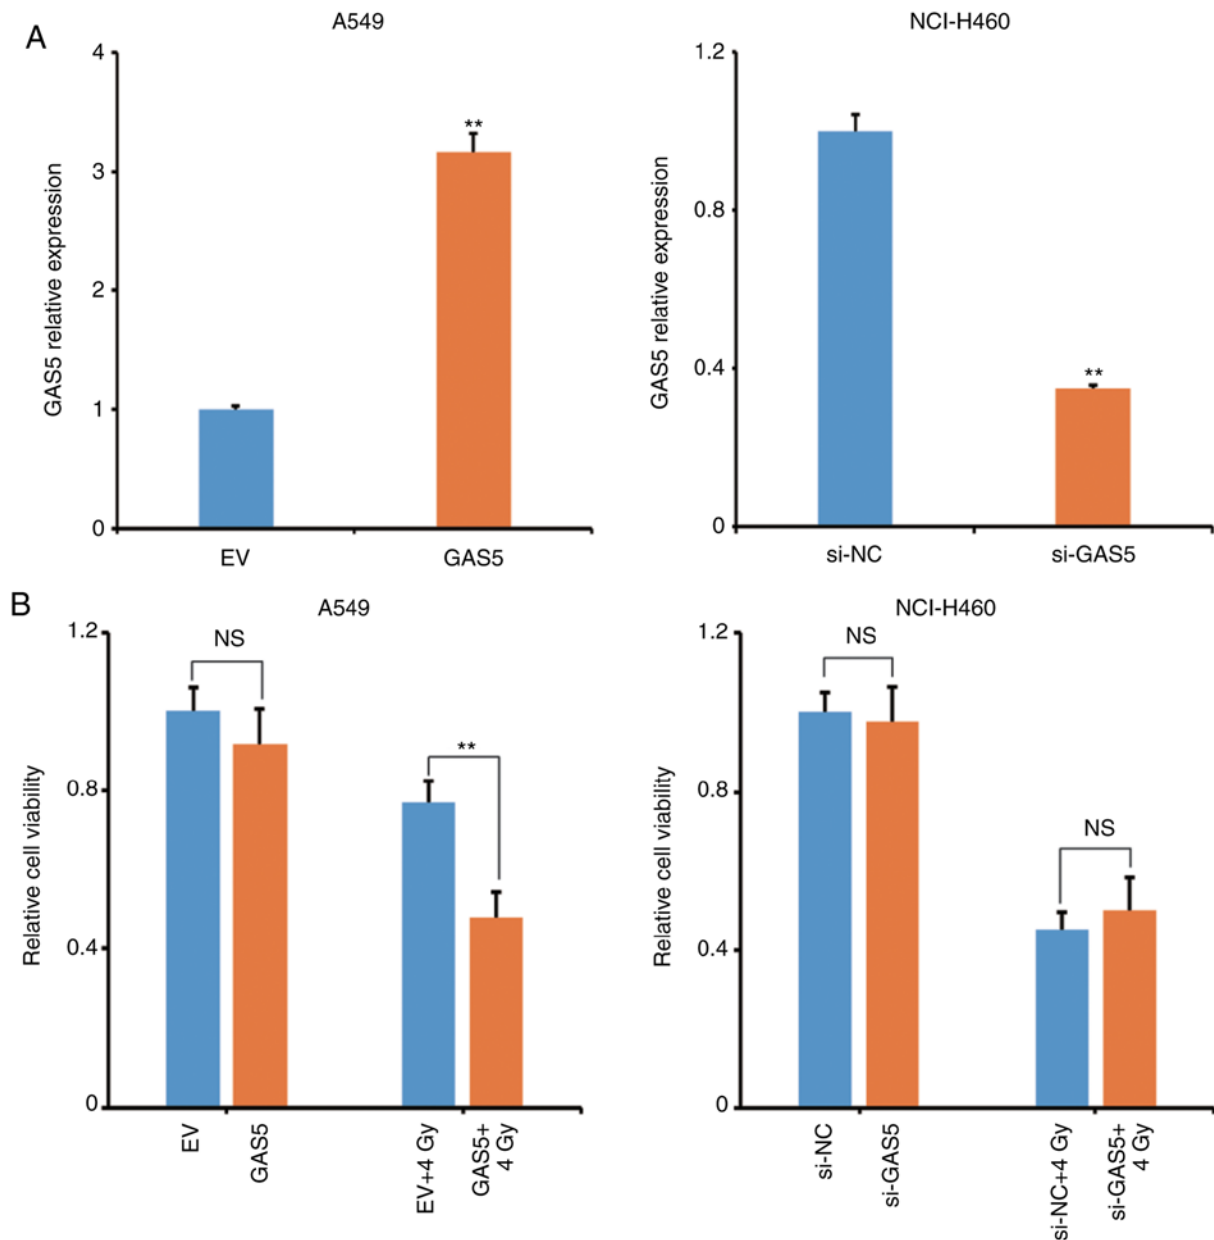 A
A549
GAS5 relative expression
4
3
2
1
0
**
EV
GAS5
NCI-H460
GAS5 relative expression
1.2
0.8
0.4
0
**
si-NC
si-GAS5
B
A549
Relative cell viability
1.2
0.8
0.4
0
NS
**
EV
GAS5
EV+4 Gy
GAS5+
4 Gy
NCI-H460
Relative cell viability
1.2
0.8
0.4
0
NS
NS
si-NC
si-GAS5
si-NC+4 Gy
si-GAS5+
4 Gy